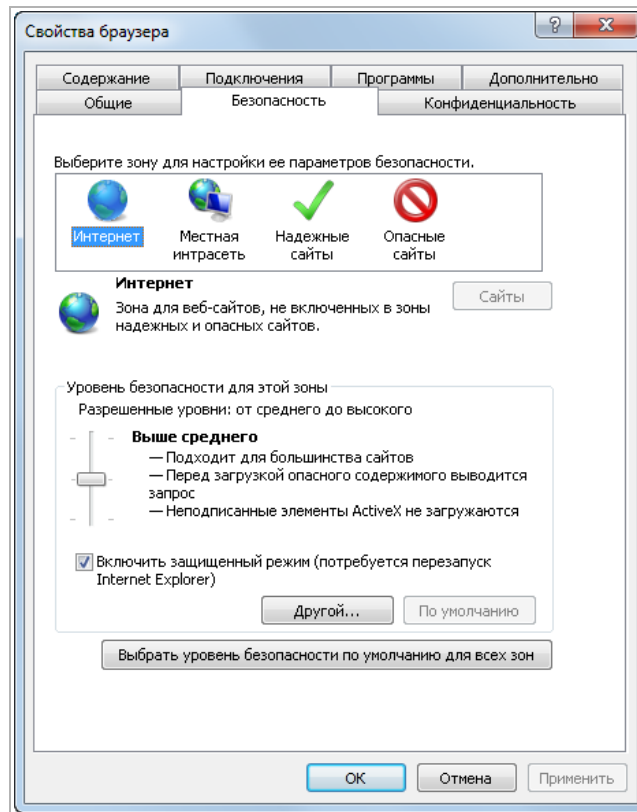 Свойства браузера
?
Содержание Подключения Программы Дополнительно
Общие Безопасность Конфиденциальность
Выберите зону для настройки ее параметров безопасности.
Интернет Местная интрасеть Надежные сайты Опасные сайты
Интернет
Сайты
Зона для веб-сайтов, не включенных в зоны
надежных и опасных сайтов.
Уровень безопасности для этой зоны
Разрешенные уровни: от среднего до высокого
Выше среднего
— Подходит для большинства сайтов
— Перед загрузкой опасного содержимого выводится
запрос
— Неподписанные элементы ActiveX не загружаются
Включить защищенный режим (потребуется перезапуск
Internet Explorer)
Другой... По умолчанию
Выбрать уровень безопасности по умолчанию для всех зон
ОК Отмена Применить